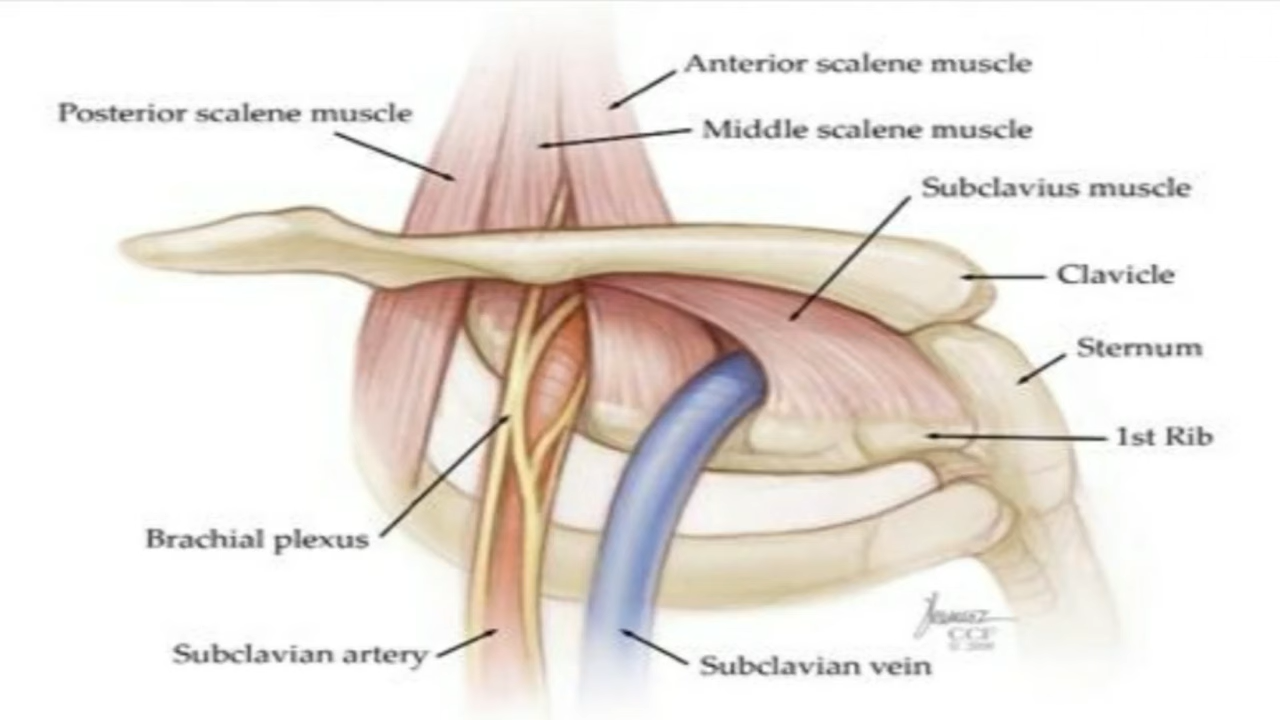 Anterior scalene muscle
Posterior scalene muscle
Middle scalene muscle
Subclavius muscle
Clavicle
Sternum
1st Rib
Brachial plexus
Subclavian artery
Subclavian vein
CCF